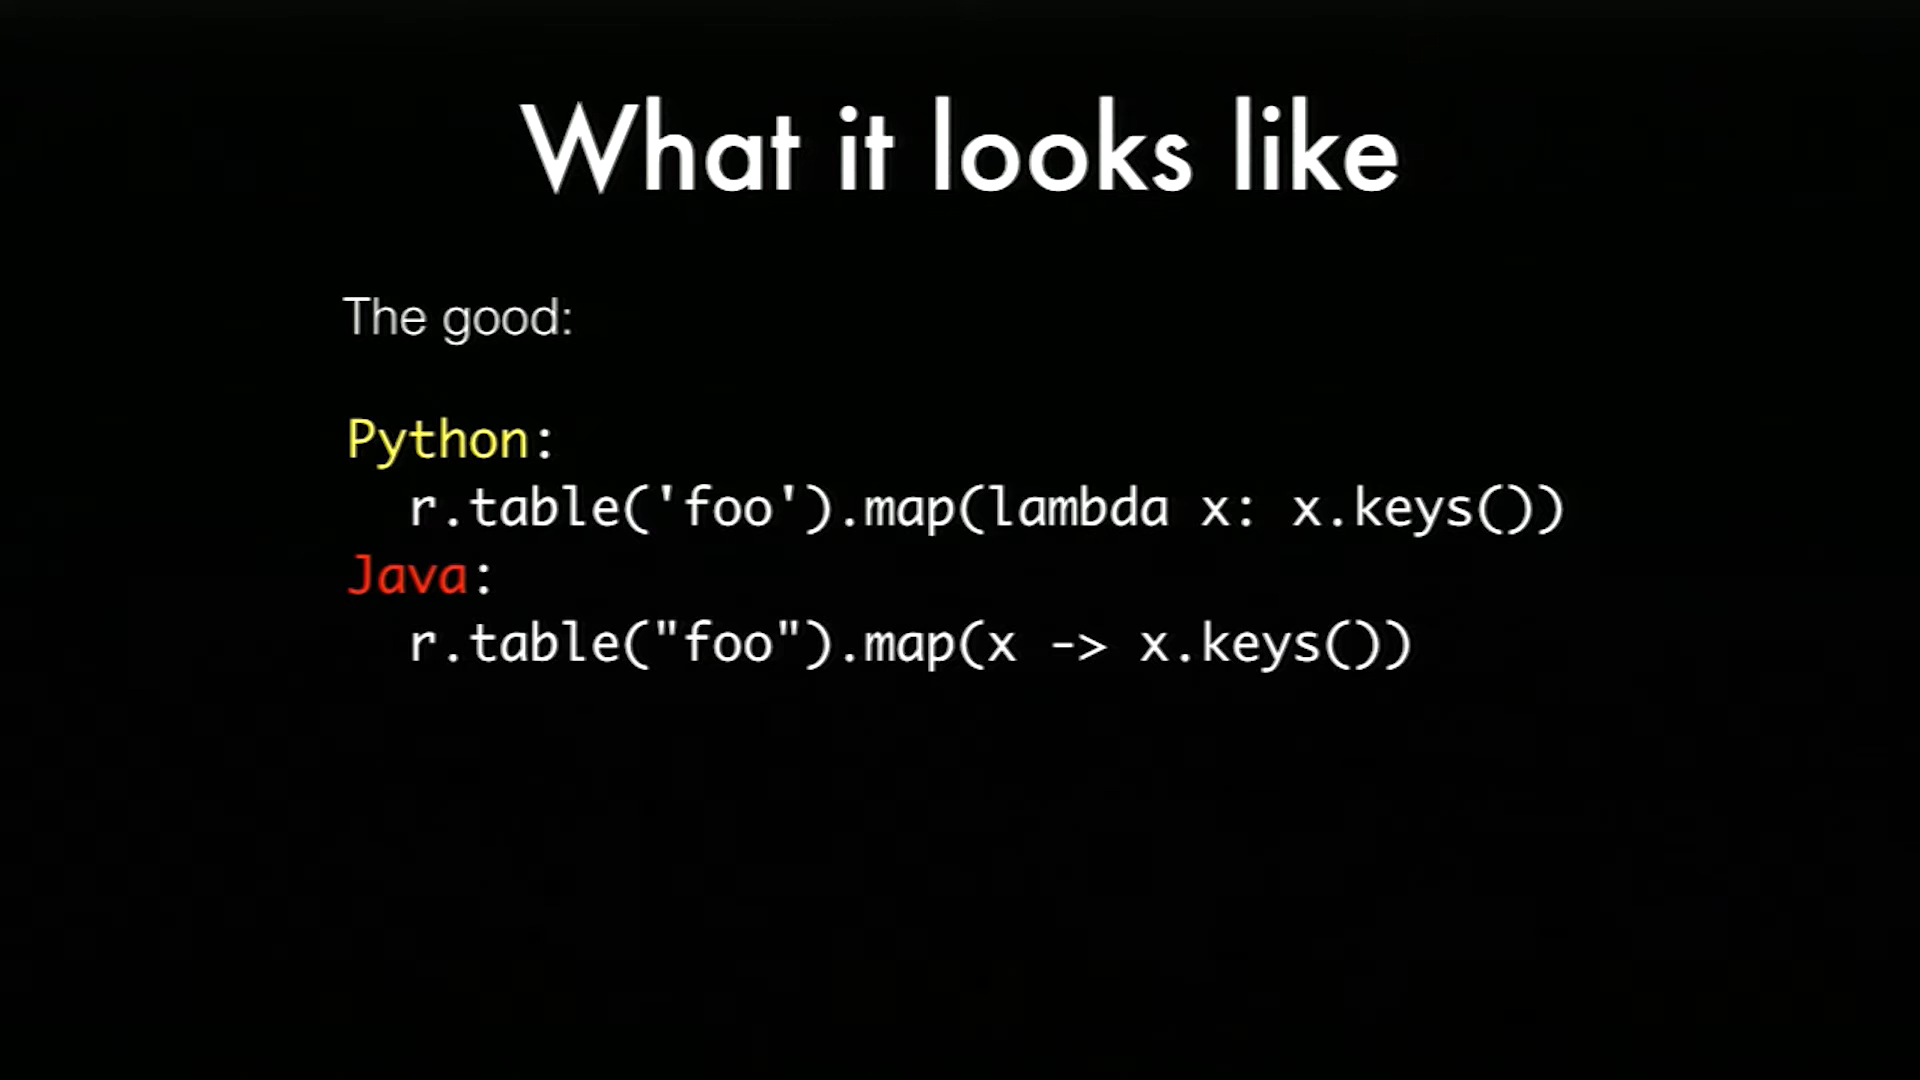 What it looks like
The good:
Python:
r.table('foo').map(lambda x: x.keys())
Java:
r.table("foo").map(x -> x.keys())